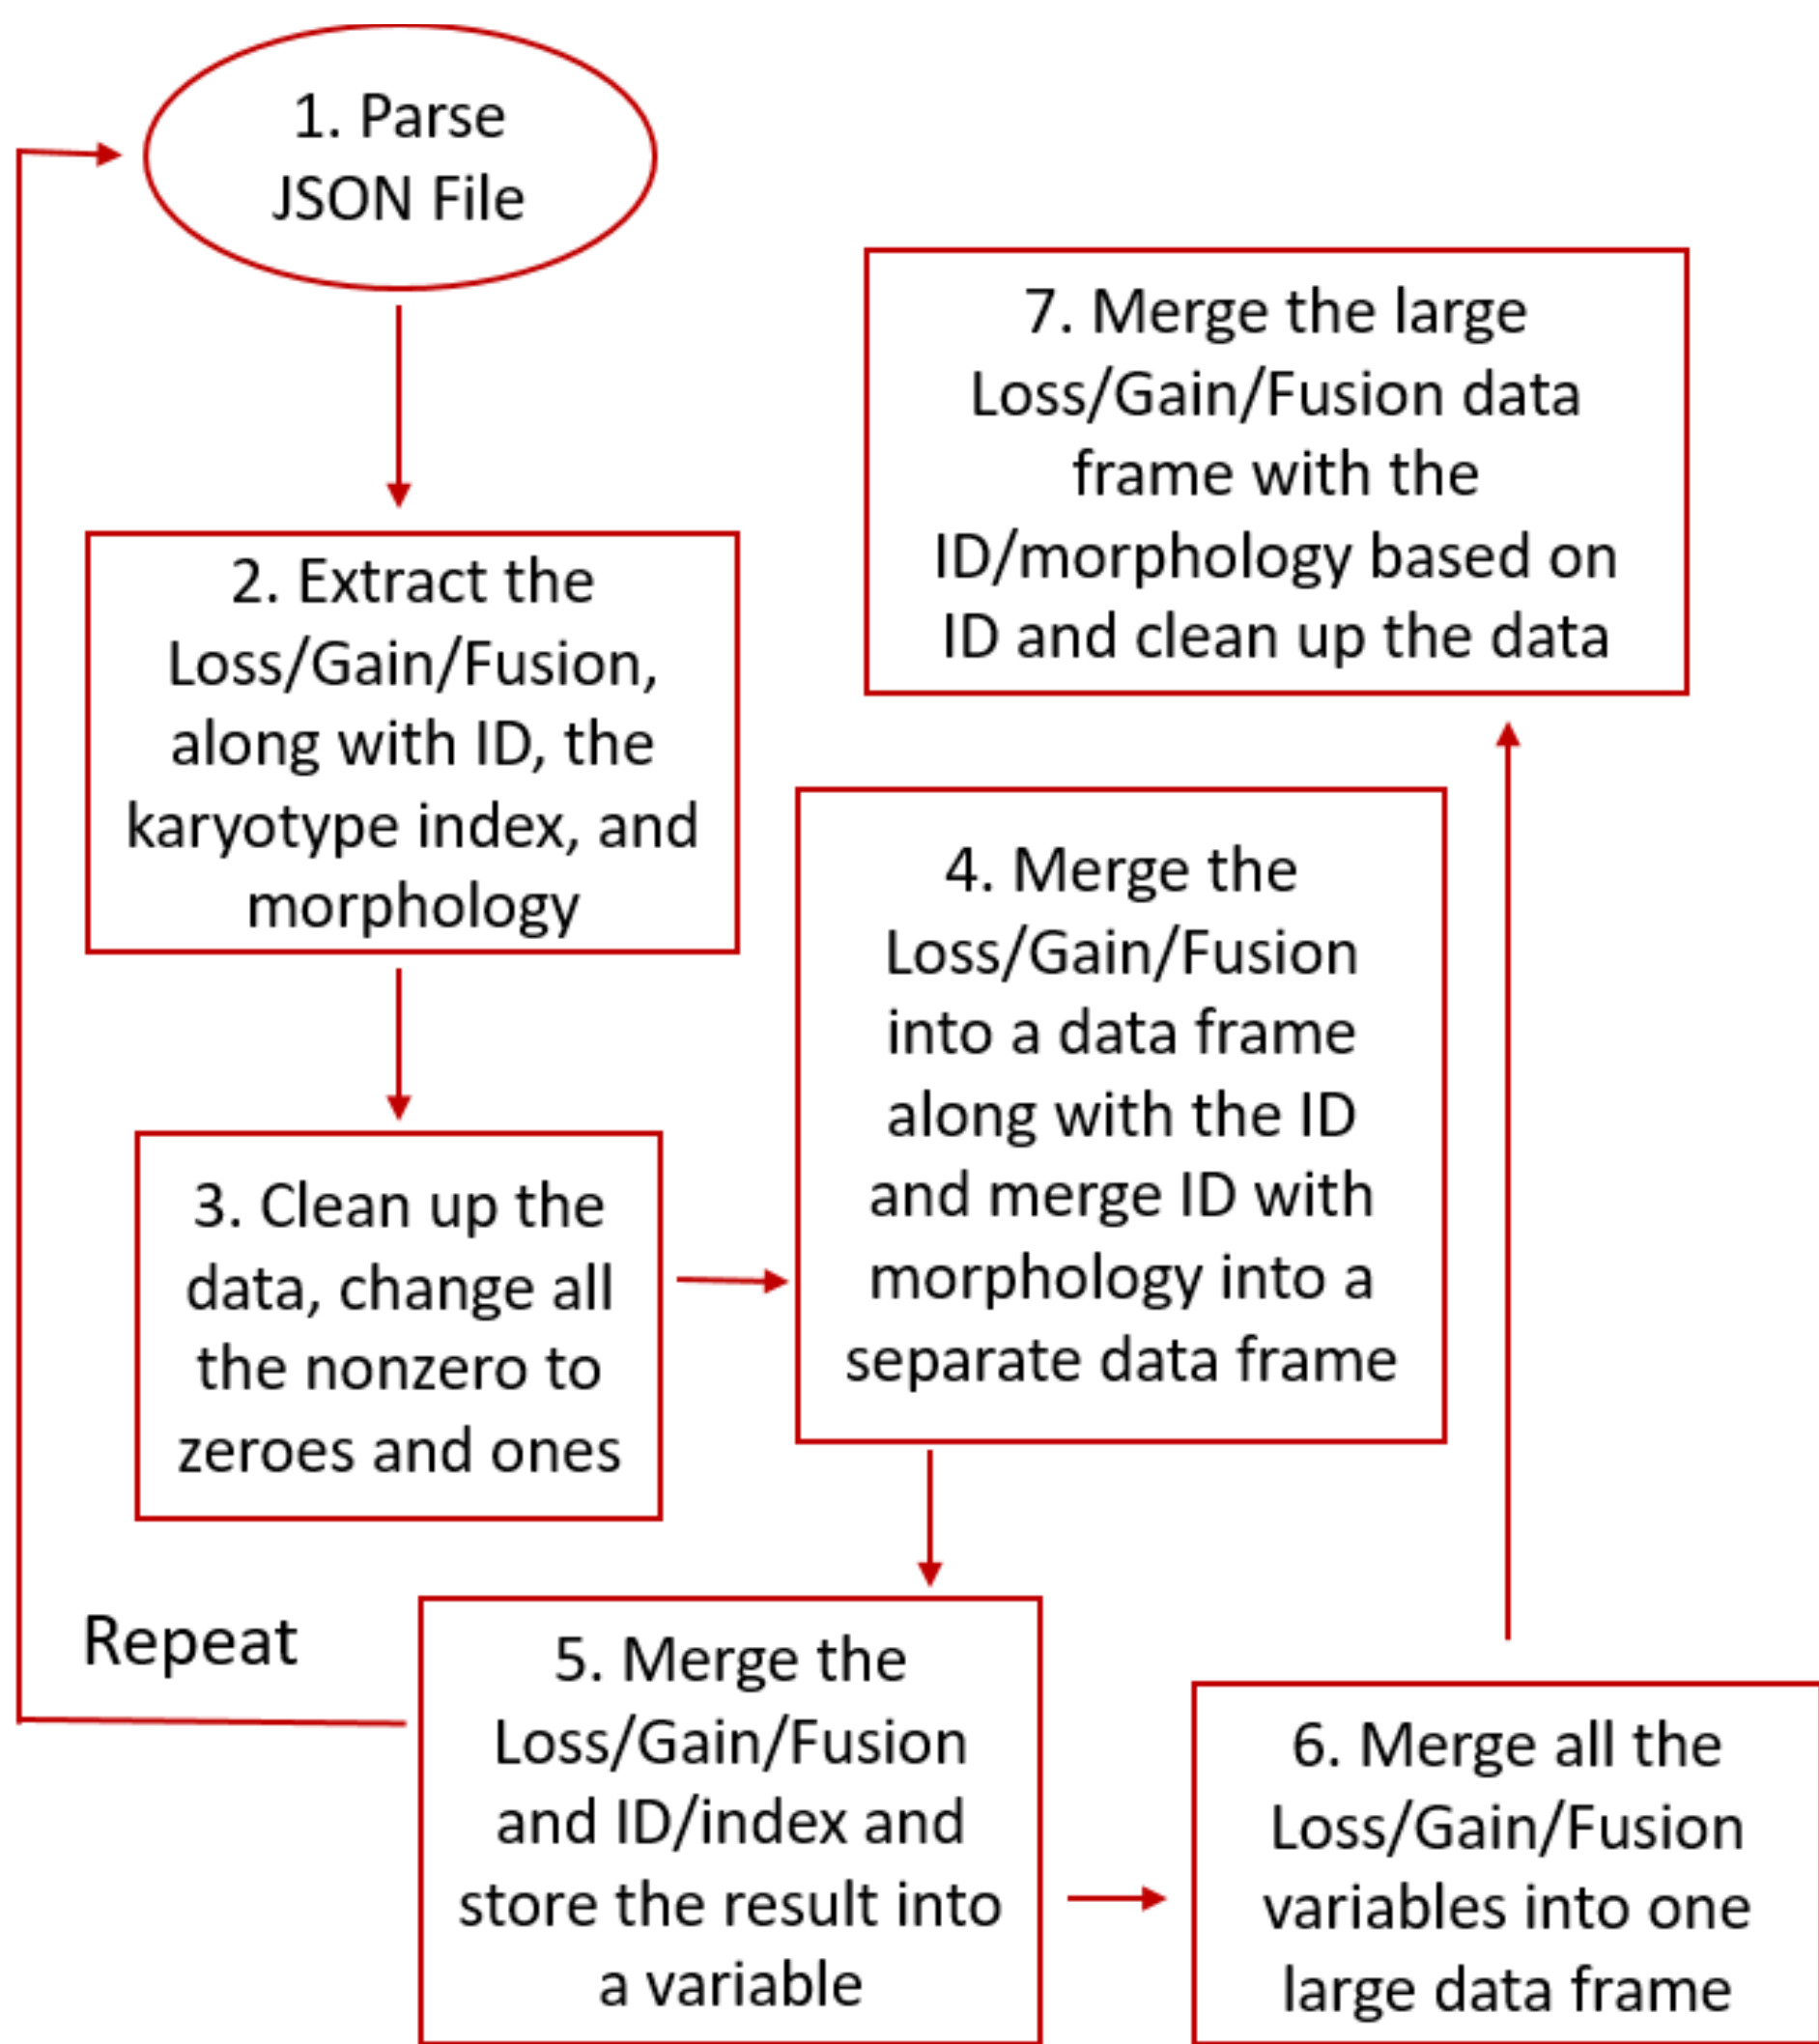 1. Parse
JSON File
2. Extract the
Loss/Gain/Fusion,
along with ID, the
karyotype index, and
morphology
3. Clean up the
data, change all
the nonzero to
zeroes and ones
4. Merge the
Loss/Gain/Fusion
into a data frame
along with the ID
and merge ID with
morphology into a
separate data frame
Repeat
5. Merge the
Loss/Gain/Fusion
and ID/index and
store the result into
a variable
6. Merge all the
Loss/Gain/Fusion
variables into one
large data frame
7. Merge the large
Loss/Gain/Fusion data
frame with the
ID/morphology based on
ID and clean up the data